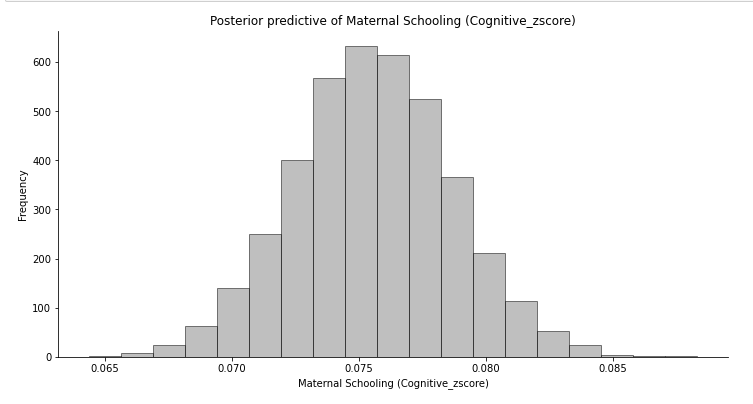 Posterior predictive of Maternal Schooling (Cognitive_zscore)
600
500
400
300
200
100
0
Frequency
0.065 0.070 0.075 0.080 0.085
Maternal Schooling (Cognitive_zscore)